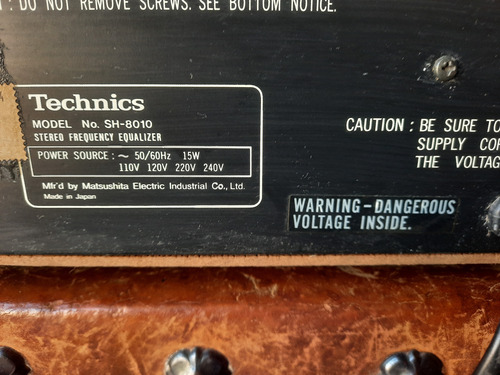 : DO NOT REMOVE SCREWS. SEE BOTTOM NOTICE.
Technics
MODEL No. SH-8010
STEREO FREQUENCY EQUALIZER
POWER SOURCE : ～ 50/60Hz 15W
110V 120V 220V 240V
Mfr'd by Matsushita Electric Industrial Co., Ltd.
Made in Japan
CAUTION : BE SURE TO
SUPPLY COR
THE VOLTAG
WARNING-DANGEROUS
VOLTAGE INSIDE.